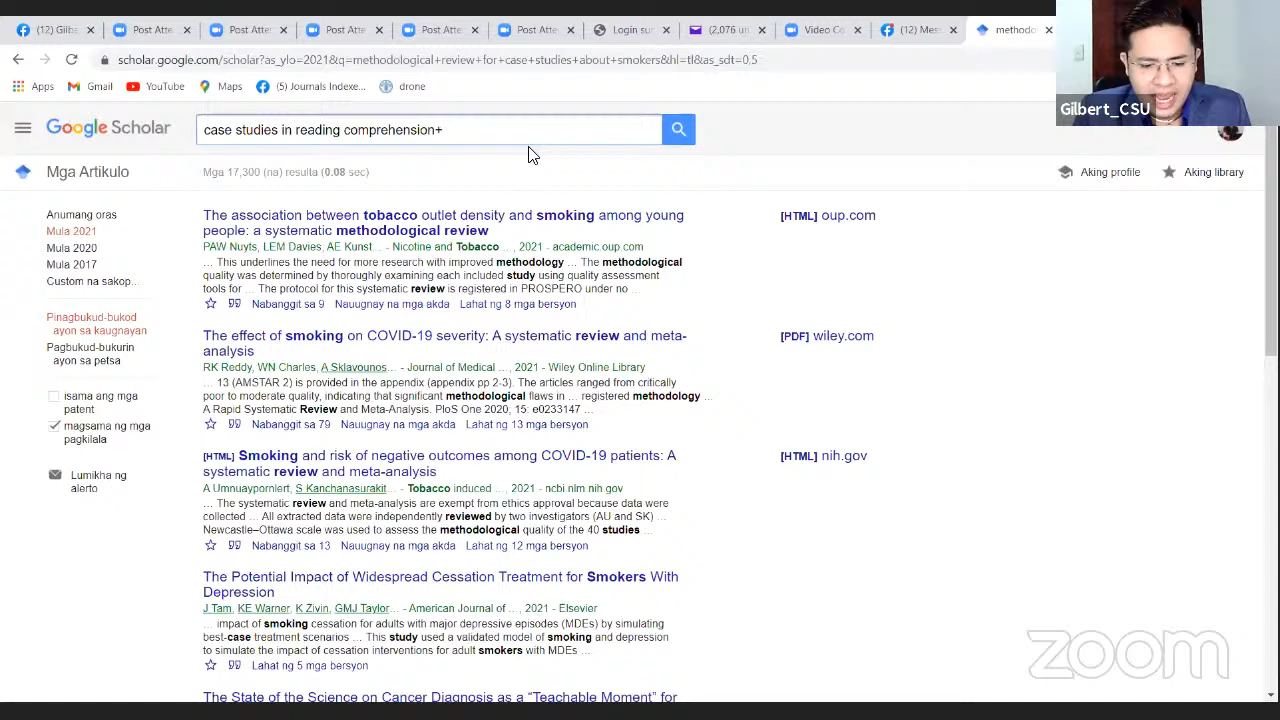 (12) Gilb
Post Atte
Post Atte
Post Atte
Post Atte
Post Atte
Login su
(2,076 un
Video Co
(12) Mess
methodo
scholar.google.com/scholar?as_ylo=2021&q=methodological+review+for+case+studies+about+smokers&hl=tl&as_sdt=0,5
Apps
Gmail
YouTube
Maps
(5) Journals Indexe...
drone
Gilbert_CSU
Google Scholar
case studies in reading comprehension+
Mga Artikulo
Mga 17,300 (na) resulta (0.08 sec)
Aking profile
Aking library
Anumang oras
Mula 2021
Mula 2020
Mula 2017
Custom na sakop...
Pinagbukud-bukod
ayon sa kaugnayan
Pagbukud-bukurin
ayon sa petsa
isama ang mga
patent
magsama ng mga
pagkilala
Lumikha ng
alerto
The association between tobacco outlet density and smoking among young
people: a systematic methodological review
PAW Nuyts, LEM Davies, AE Kunst... - Nicotine and Tobacco ..., 2021 - academic.oup.com
... This underlines the need for more research with improved methodology ... The methodological
quality was determined by thoroughly examining each included study using quality assessment
tools for ... The protocol for this systematic review is registered in PROSPERO under no ...
Nabanggit sa 9 Nauugnay na mga akda Lahat ng 8 mga bersyon
[HTML] oup.com
The effect of smoking on COVID-19 severity: A systematic review and meta-
analysis
RK Reddy, WN Charles, A Sklavounos... - Journal of Medical ..., 2021 - Wiley Online Library
... 13 (AMSTAR 2) is provided in the appendix (appendix pp 2-3). The articles ranged from critically
poor to moderate quality, indicating that significant methodological flaws in ... registered methodology ...
A Rapid Systematic Review and Meta-Analysis. PloS One 2020; 15: e0233147 ...
Nabanggit sa 79 Nauugnay na mga akda Lahat ng 13 mga bersyon
[PDF] wiley.com
[HTML] Smoking and risk of negative outcomes among COVID-19 patients: A
systematic review and meta-analysis
A Umnuaypornlert, S Kanchanasurakit... - Tobacco induced ..., 2021 - ncbi.nlm.nih.gov
... The systematic review and meta-analysis are exempt from ethics approval because data were
collected ... All extracted data were independently reviewed by two investigators (AU and SK) ...
Newcastle–Ottawa scale was used to assess the methodological quality of the 40 studies ...
Nabanggit sa 13 Nauugnay na mga akda Lahat ng 12 mga bersyon
[HTML] nih.gov
The Potential Impact of Widespread Cessation Treatment for Smokers With
Depression
J Tam, KE Warner, K Zivin, GMJ Taylor... - American Journal of ..., 2021 - Elsevier
... impact of smoking cessation for adults with major depressive episodes (MDEs) by simulating
best-case treatment scenarios ... This study used a validated model of smoking and depression
to simulate the impact of cessation interventions for adult smokers with MDEs ...
Lahat ng 5 mga bersyon
The State of the Science on Cancer Diagnosis as a “Teachable Moment” for
zoom